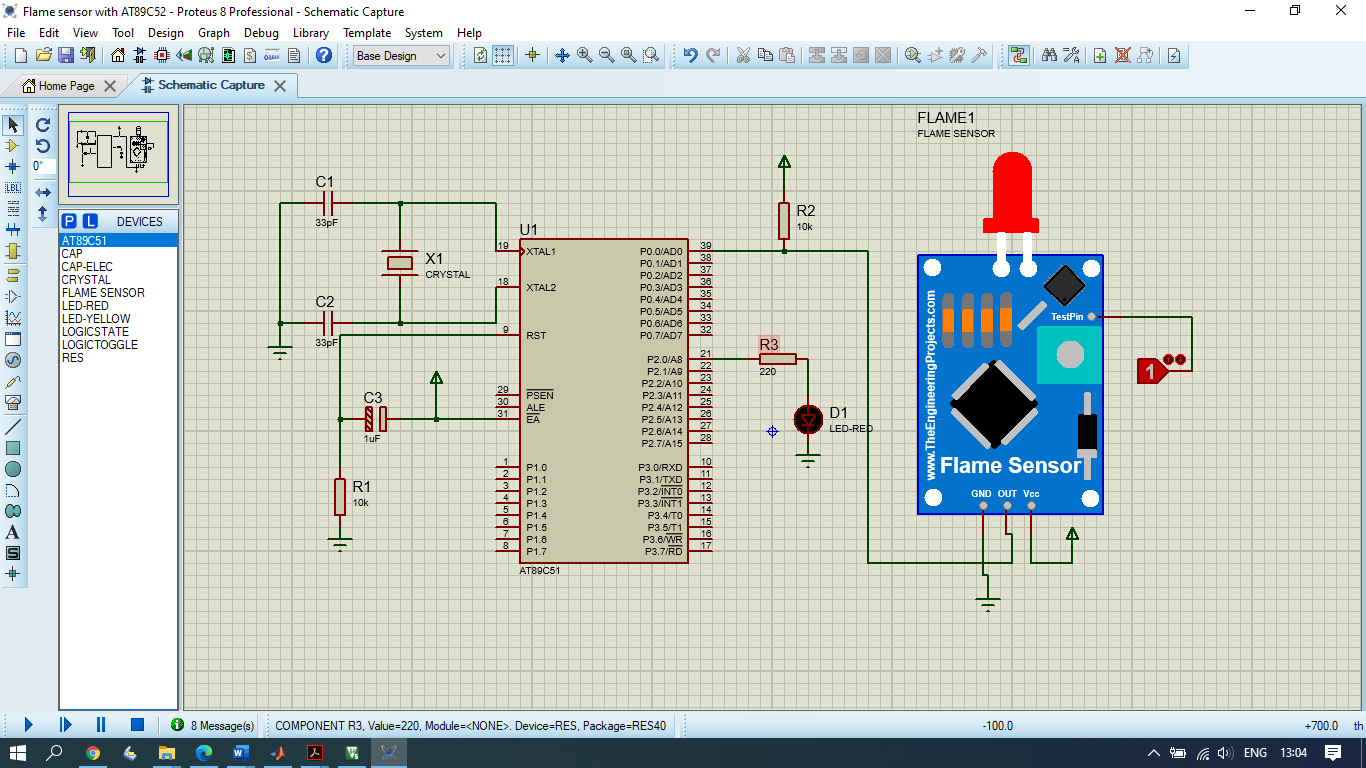 Flame sensor with AT89C52 - Proteus 8 Professional - Schematic Capture
File Edit View Tool Design Graph Debug Library Template System Help
Base Design
Home Page
Schematic Capture
0°
LBL
P L DEVICES
AT89C51
CAP
CAP-ELEC
CRYSTAL
FLAME SENSOR
LED-RED
LED-YELLOW
LOGICSTATE
LOGICTOGGLE
RES
A
S
C1
33pF
X1
CRYSTAL
C2
33pF
C3
1uF
R1
10k
U1
19 XTAL1
18 XTAL2
9 RST
29 PSEN
30 ALE
31 EA
1 P1.0
2 P1.1
3 P1.2
4 P1.3
5 P1.4
6 P1.5
7 P1.6
8 P1.7
P0.0/AD0 39
P0.1/AD1 38
P0.2/AD2 37
P0.3/AD3 36
P0.4/AD4 35
P0.5/AD5 34
P0.6/AD6 33
P0.7/AD7 32
P2.0/A8 21
P2.1/A9 22
P2.2/A10 23
P2.3/A11 24
P2.4/A12 25
P2.5/A13 26
P2.6/A14 27
P2.7/A15 28
P3.0/RXD 10
P3.1/TXD 11
P3.2/INT0 12
P3.3/INT1 13
P3.4/T0 14
P3.5/T1 15
P3.6/WR 16
P3.7/RD 17
AT89C51
R2
10k
R3
220
D1
LED-RED
FLAME1
FLAME SENSOR
www.TheEngineeringProjects.com
TestPin
Flame Sensor
GND OUT Vcc
1
8 Message(s)
COMPONENT R3, Value=220, Module=<NONE>. Device=RES, Package=RES40
-100.0
+700.0
th
ENG
13:04